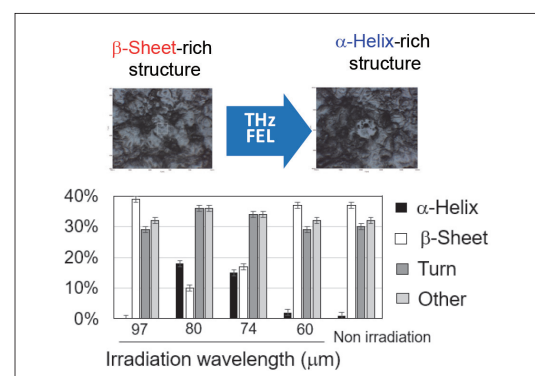 β-Sheet-rich
structure
α-Helix-rich
structure
THz
FEL
40%
30%
20%
10%
0%
α-Helix
β-Sheet
Turn
Other
97 80 74 60 Non irradiation
Irradiation wavelength (μm)